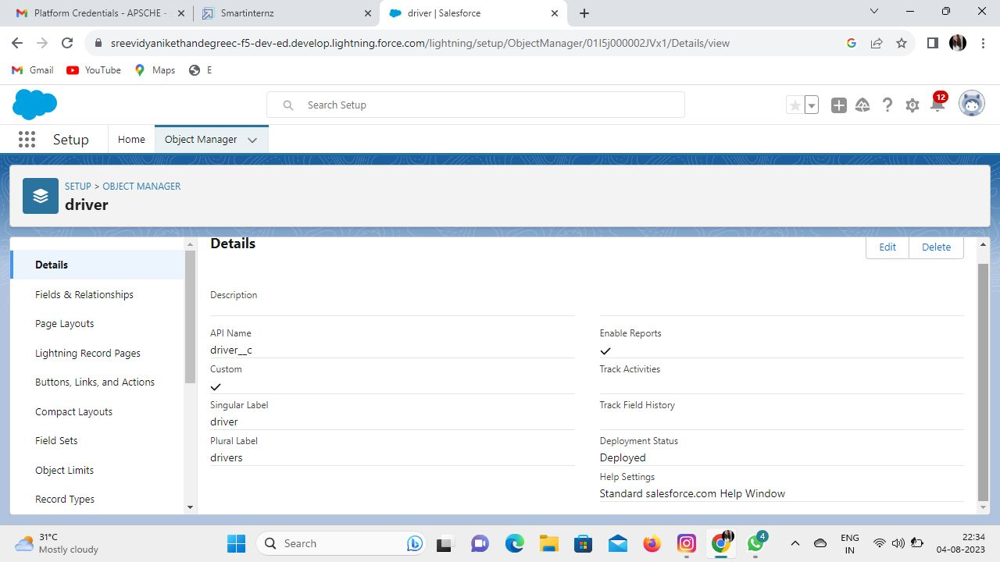 Platform Credentials - APSCHE -
Smartinternz
driver | Salesforce
sreevidyanikethandegreec-f5-dev-ed.develop.lightning.force.com/lightning/setup/ObjectManager/01I5j000002JVx1/Details/view
Gmail
YouTube
Maps
E
Search Setup
12
Setup
Home
Object Manager
SETUP > OBJECT MANAGER
driver
Details
Fields & Relationships
Page Layouts
Lightning Record Pages
Buttons, Links, and Actions
Compact Layouts
Field Sets
Object Limits
Record Types
Details
Edit
Delete
Description
API Name
driver__c
Custom
Singular Label
driver
Plural Label
drivers
Enable Reports
Track Activities
Track Field History
Deployment Status
Deployed
Help Settings
Standard salesforce.com Help Window
31°C
Mostly cloudy
Search
4
ENG
IN
22:34
04-08-2023